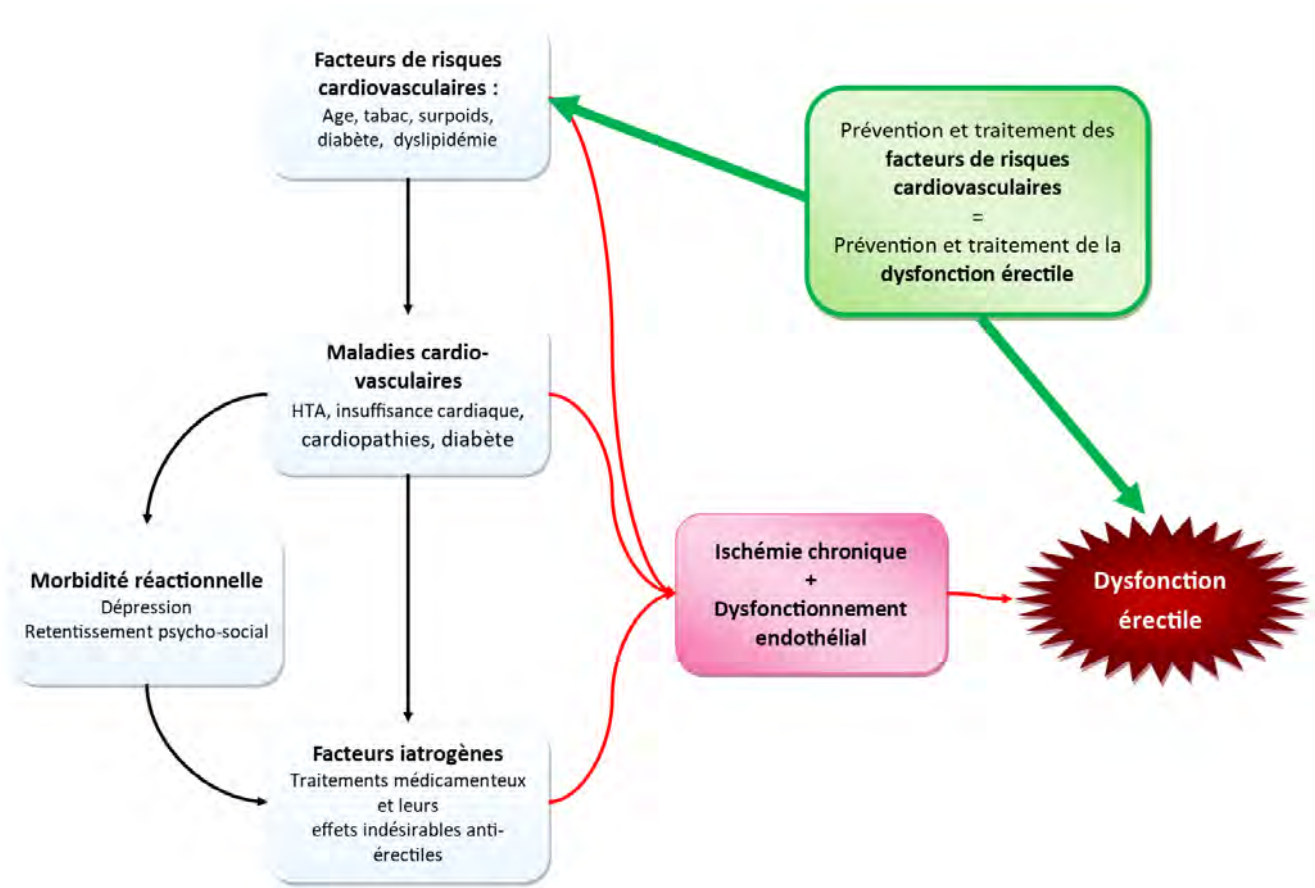 Facteurs de risques
cardiovasculaires :
Age, tabac, surpoids,
diabète, dyslipidémie
Prévention et traitement des
facteurs de risques
cardiovasculaires
=
Prévention et traitement de la
dysfonction érectile
Maladies cardio-
vasculaires
HTA, insuffisance cardiaque,
cardiopathies, diabète
Morbidité réactionnelle
Dépression
Retentissement psycho-social
Ischémie chronique
+
Dysfonctionnement
endothélial
Dysfonction
érectile
Facteurs iatrogènes
Traitements médicamenteux
et leurs
effets indésirables anti-
érectiles